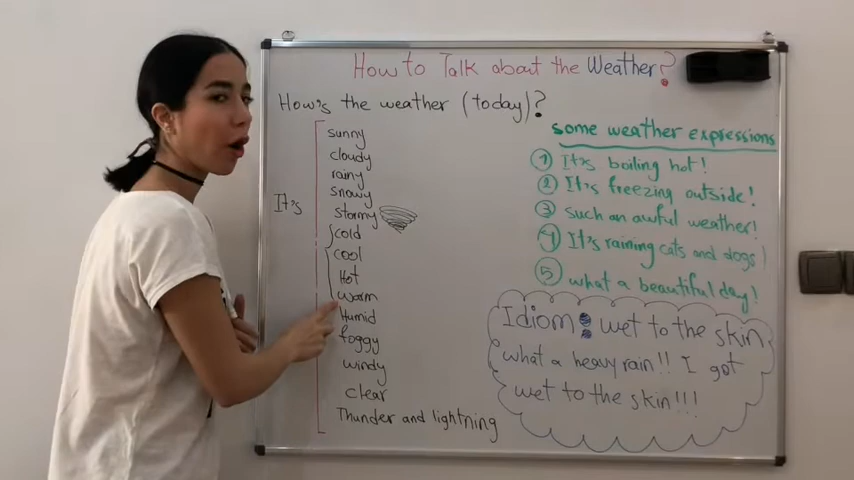 How to Talk about the Weather?
How's the weather (today)?
It's
sunny
cloudy
rainy
snowy
stormy
cold
cool
Hot
warm
Humid
foggy
windy
clear
Thunder and lightning
some weather expressions
1 It's boiling hot!
2 It's freezing outside!
3 such an awful weather!
4 It's raining cats and dogs!
5 what a beautiful day!
Idiom: wet to the skin
what a heavy rain!! I got
wet to the skin!!!